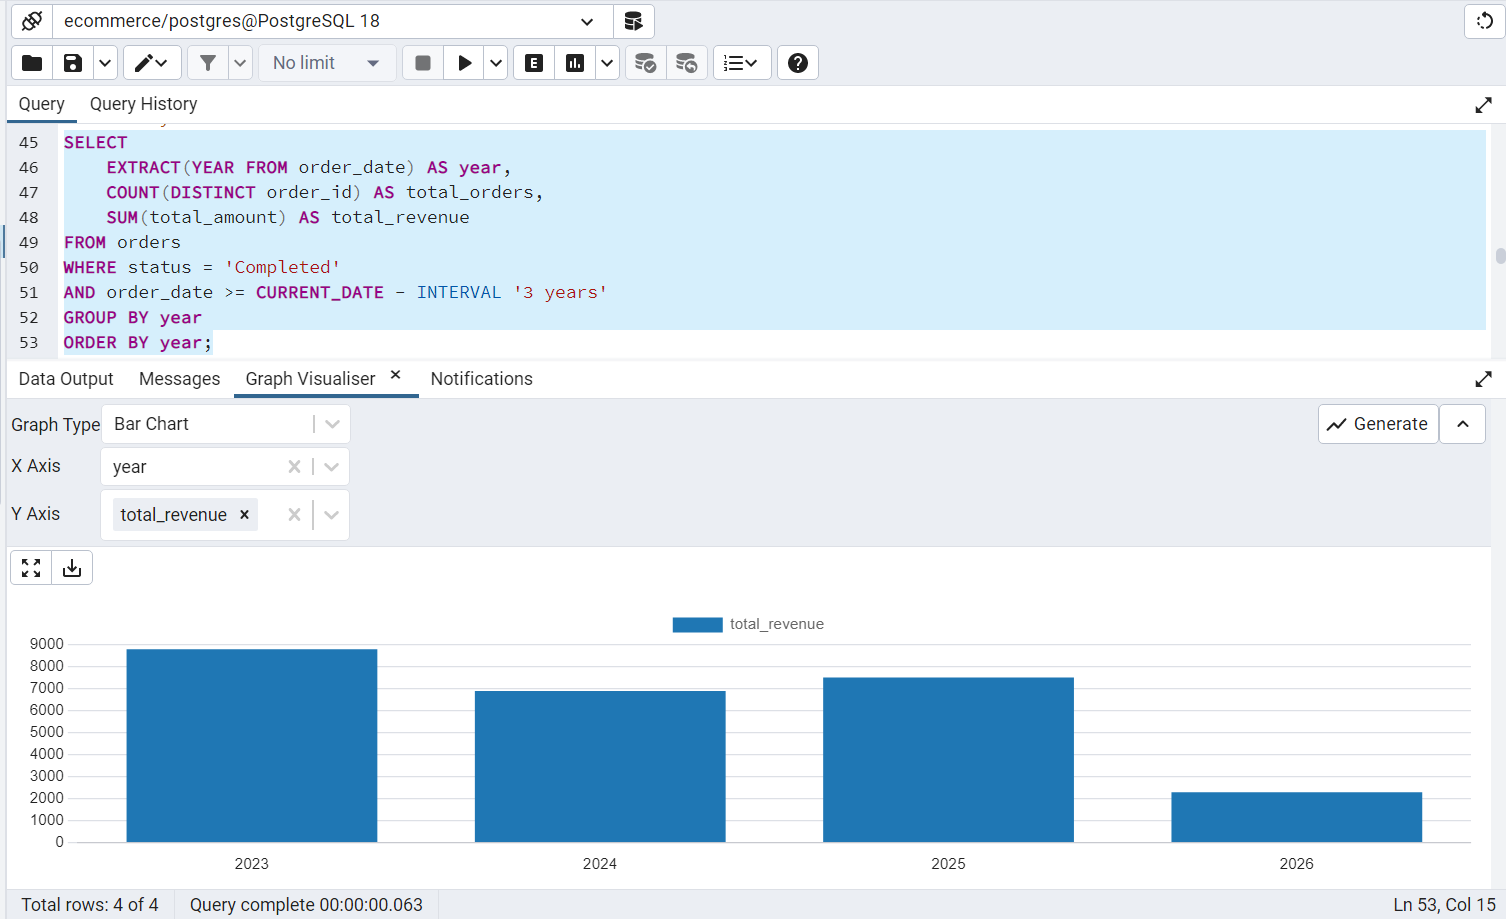 ecommerce/postgres@PostgreSQL 18
No limit
E
Query Query History
45 SELECT
46 EXTRACT(YEAR FROM order_date) AS year,
47 COUNT(DISTINCT order_id) AS total_orders,
48 SUM(total_amount) AS total_revenue
49 FROM orders
50 WHERE status = 'Completed'
51 AND order_date >= CURRENT_DATE - INTERVAL '3 years'
52 GROUP BY year
53 ORDER BY year;
Data Output Messages Graph Visualiser Notifications
Graph Type Bar Chart Generate
X Axis year
Y Axis total_revenue
total_revenue
9000
8000
7000
6000
5000
4000
3000
2000
1000
0
2023 2024 2025 2026
Total rows: 4 of 4 Query complete 00:00:00.063 Ln 53, Col 15